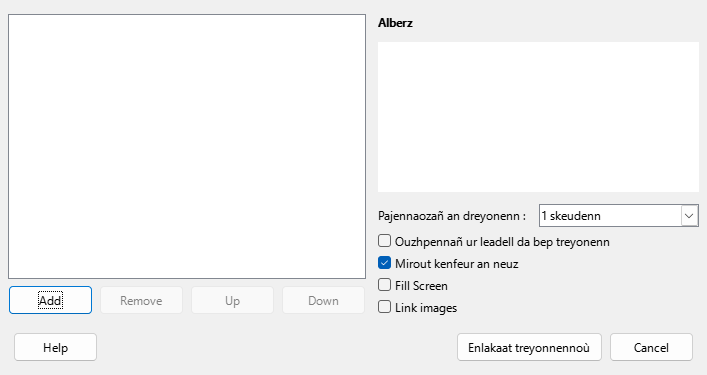 Alberz
Pajennaozañ an dreyonenn :
1 skeudenn
Ouzhpennañ ur leadell da bep treyonenn
Mirout kenfeur an neuz
Fill Screen
Link images
Add
Remove
Up
Down
Help
Enlakaat treyonnennoù
Cancel